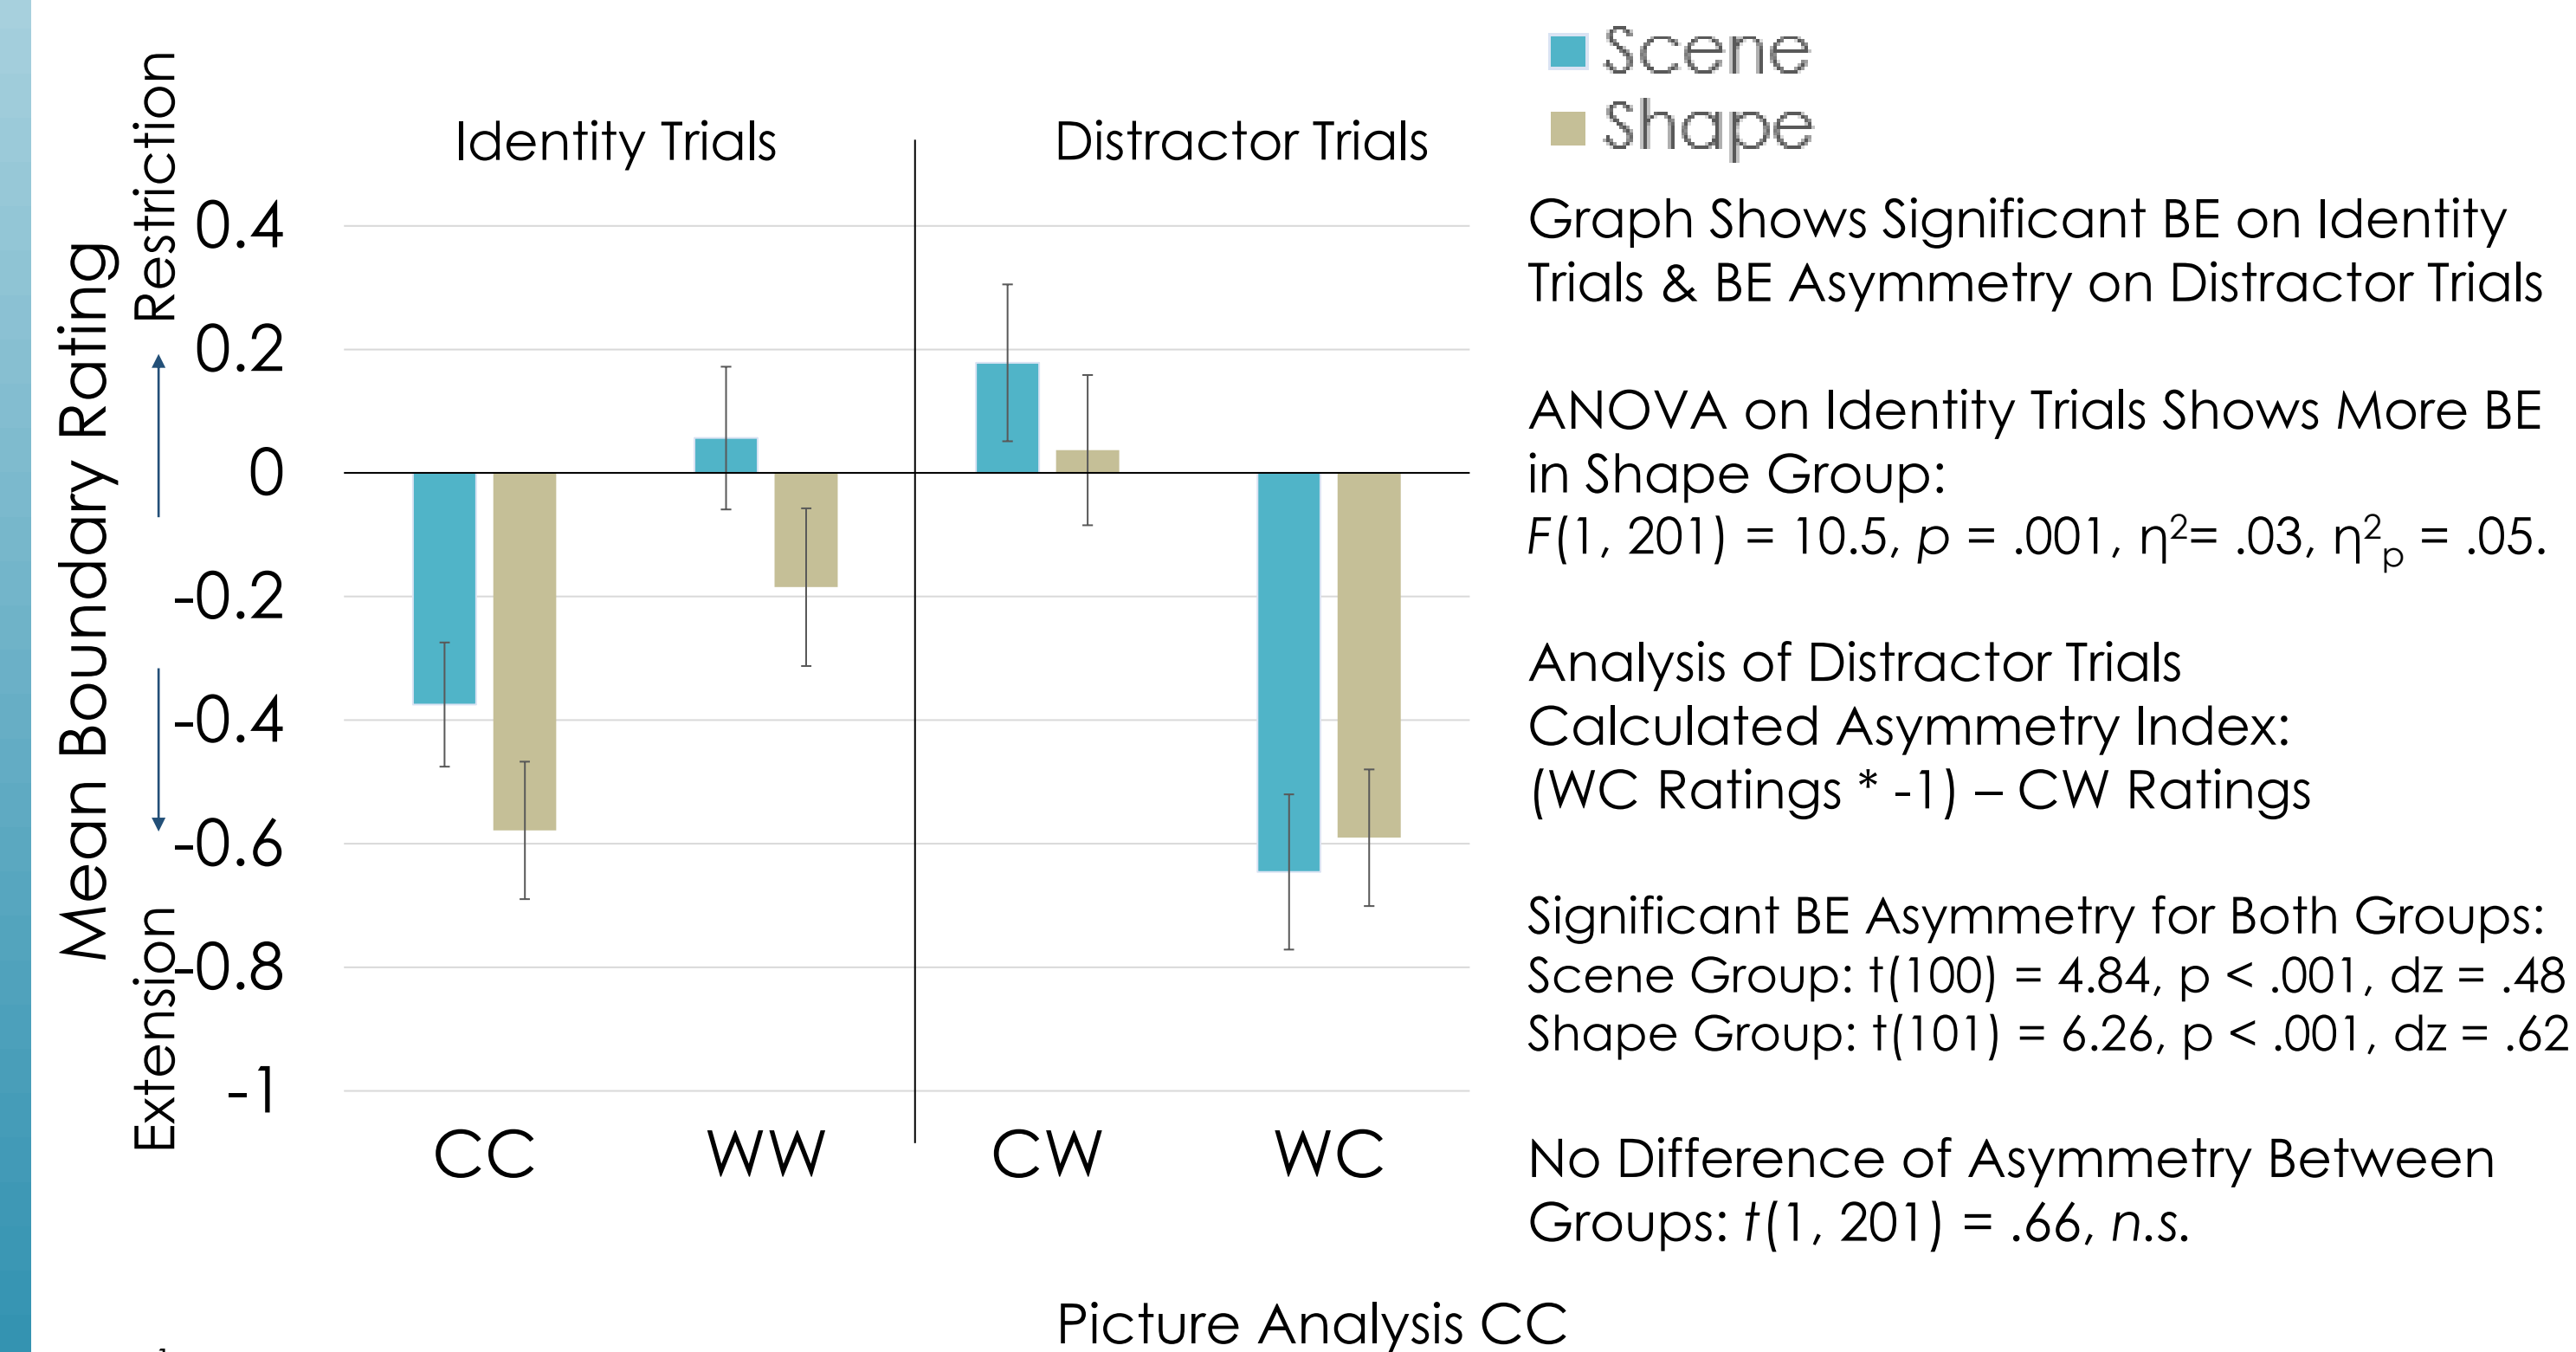 Scene
Shape
Identity Trials
Distractor Trials
Mean Boundary Rating
Restriction
Extension
0.4
0.2
0
-0.2
-0.4
-0.6
-0.8
-1
CC
WW
CW
WC
Graph Shows Significant BE on Identity
Trials & BE Asymmetry on Distractor Trials
ANOVA on Identity Trials Shows More BE
in Shape Group:
F(1, 201) = 10.5, p = .001, η²= .03, η²ₚ = .05.
Analysis of Distractor Trials
Calculated Asymmetry Index:
(WC Ratings * -1) – CW Ratings
Significant BE Asymmetry for Both Groups:
Scene Group: t(100) = 4.84, p < .001, dz = .48
Shape Group: t(101) = 6.26, p < .001, dz = .62
No Difference of Asymmetry Between
Groups: t(1, 201) = .66, n.s.
Picture Analysis CC